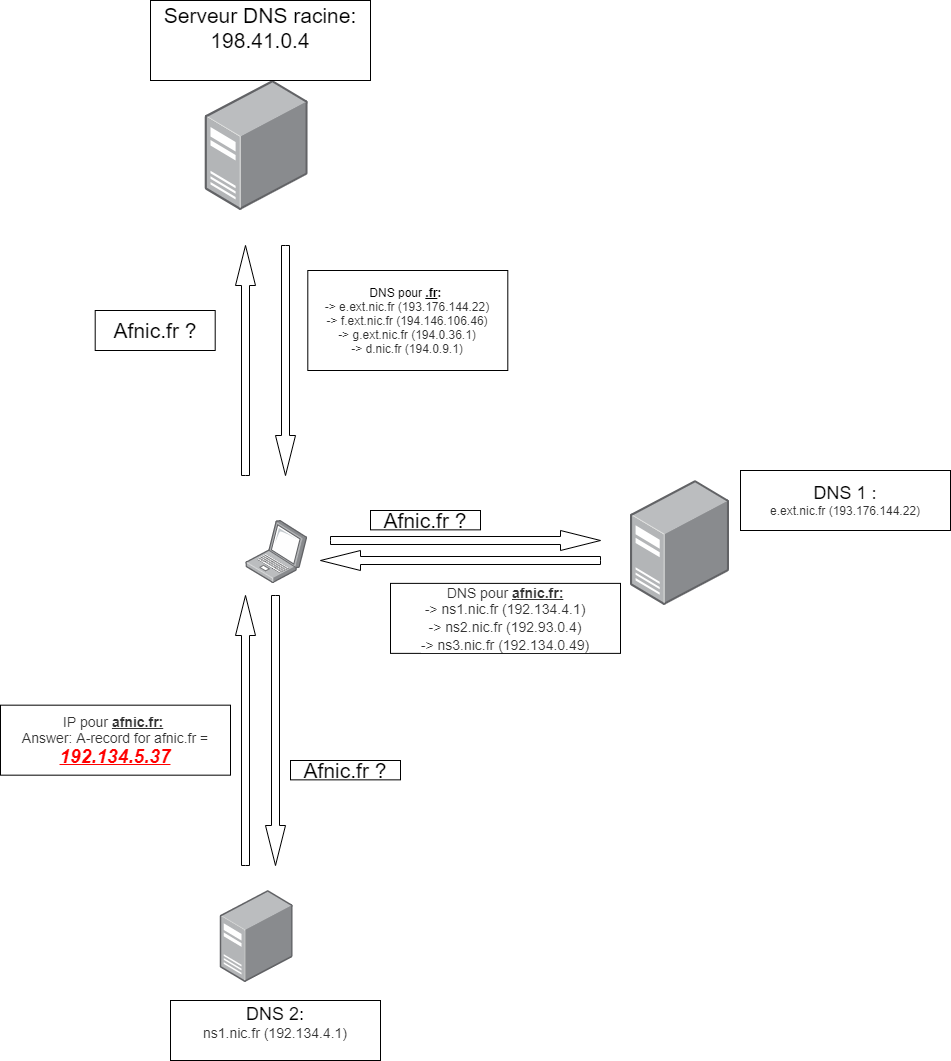 Serveur DNS racine:
198.41.0.4
DNS pour .fr:
-> e.ext.nic.fr (193.176.144.22)
-> f.ext.nic.fr (194.146.106.46)
-> g.ext.nic.fr (194.0.36.1)
-> d.nic.fr (194.0.9.1)
Afnic.fr ?
DNS 1 :
e.ext.nic.fr (193.176.144.22)
Afnic.fr ?
DNS pour afnic.fr:
-> ns1.nic.fr (192.134.4.1)
-> ns2.nic.fr (192.93.0.4)
-> ns3.nic.fr (192.134.0.49)
IP pour afnic.fr:
Answer: A-record for afnic.fr =
192.134.5.37
Afnic.fr ?
DNS 2:
ns1.nic.fr (192.134.4.1)